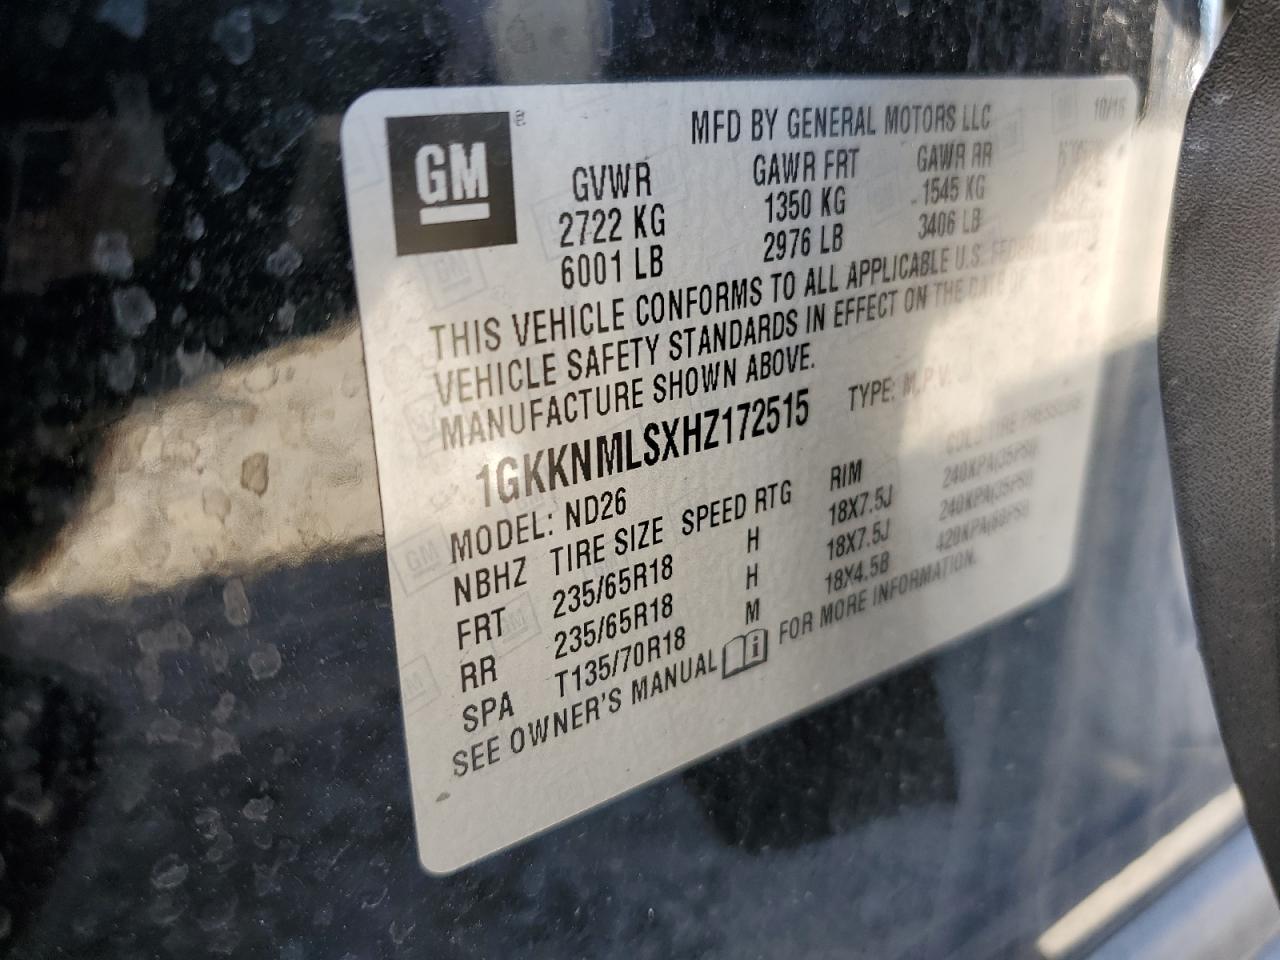 GM
MFD BY GENERAL MOTORS LLC
GVWR GAWR FRT GAWR RR
2722 KG 1350 KG 1545 KG
6001 LB 2976 LB 3406 LB
THIS VEHICLE CONFORMS TO ALL APPLICABLE U.S. FEDERAL MOTOR
VEHICLE SAFETY STANDARDS IN EFFECT ON THE DATE OF
MANUFACTURE SHOWN ABOVE.
1GKKNMLSXHZ172515 TYPE: M.P.V.
MODEL: ND26
NBHZ TIRE SIZE SPEED RTG RIM COLD TIRE PRESSURE
FRT 235/65R18 H 18X7.5J 240KPA(35PSI)
RR 235/65R18 H 18X7.5J 240KPA(35PSI)
SPA T135/70R18 M 18X4.5B 420KPA(60PSI)
SEE OWNER'S MANUAL FOR MORE INFORMATION.